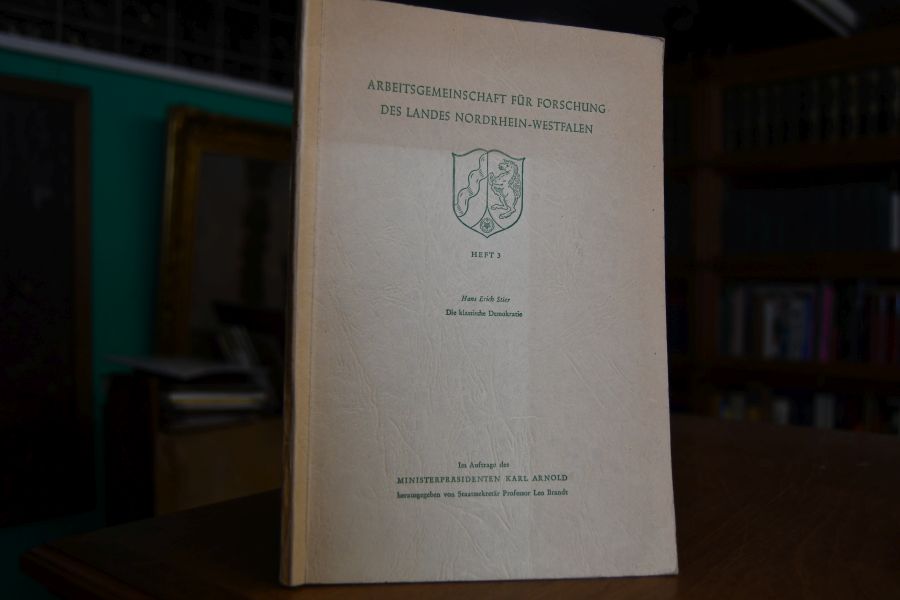 ARBEITSGEMEINSCHAFT FÜR FORSCHUNG
DES LANDES NORDRHEIN-WESTFALEN
HEFT 3
Hans Erich Stier
Die klassische Demokratie
Im Auftrage des
MINISTERPRÄSIDENTEN KARL ARNOLD
herausgegeben von Staatssekretär Professor Leo Brandt